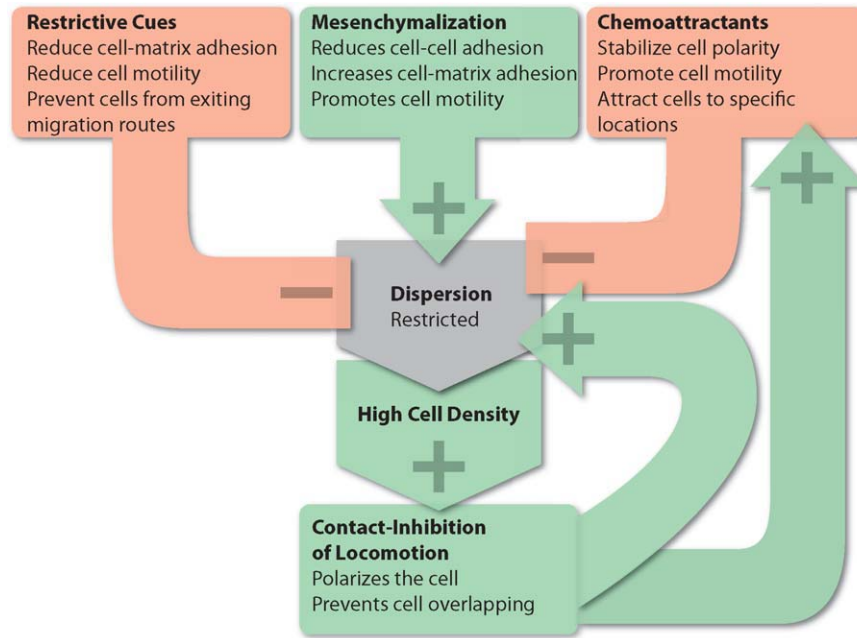 Restrictive Cues
Reduce cell-matrix adhesion
Reduce cell motility
Prevent cells from exiting
migration routes
Mesenchymalization
Reduces cell-cell adhesion
Increases cell-matrix adhesion
Promotes cell motility
Chemoattractants
Stabilize cell polarity
Promote cell motility
Attract cells to specific
locations
+
+
−
−
Dispersion
Restricted
+
High Cell Density
+
Contact-Inhibition
of Locomotion
Polarizes the cell
Prevents cell overlapping